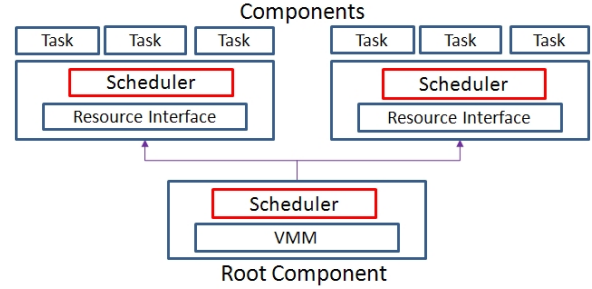 Components
Task Task Task Task Task Task
Scheduler Scheduler
Resource Interface Resource Interface
Scheduler
VMM
Root Component